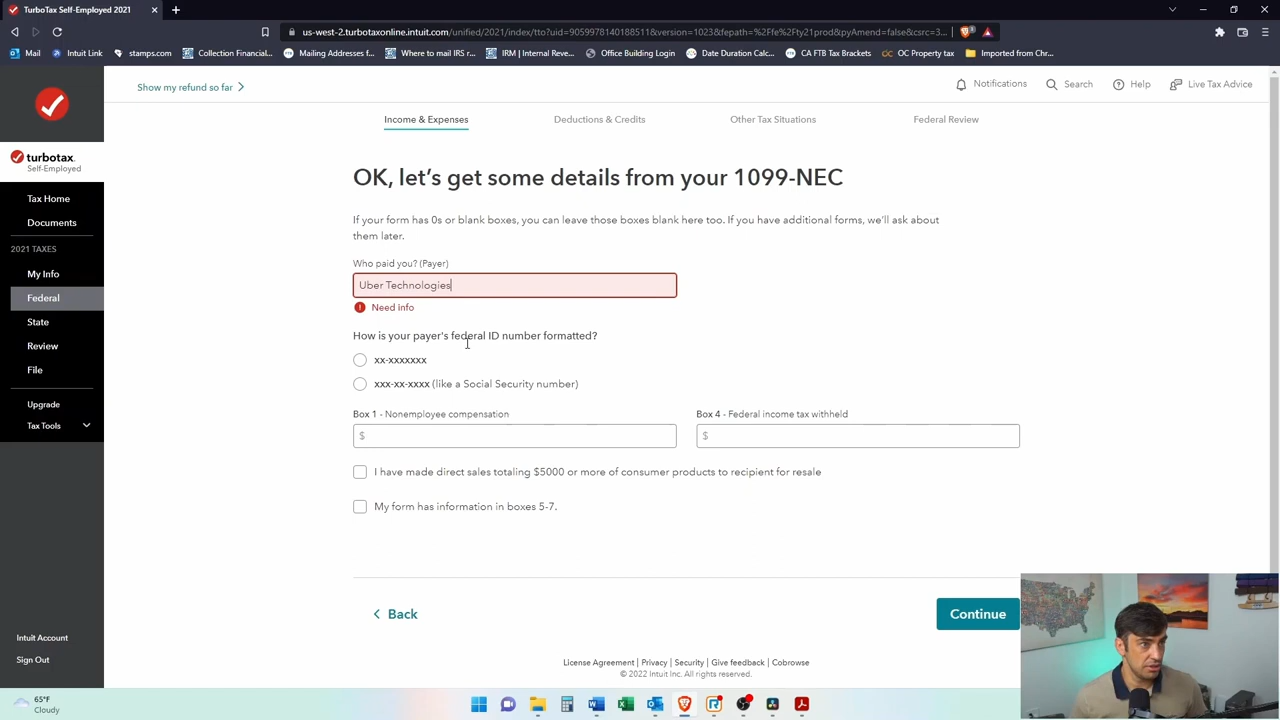 TurboTax Self-Employed 2021
us-west-2.turbotaxonline.intuit.com/unified/2021/index/tto?uid=9059978140188511&version=1023&fepath=%2Ffe%2Fty21prod&pyAmend=false&csrc=3...
Mail
Intuit Link
stamps.com
Collection Financial...
Mailing Addresses f...
Where to mail IRS r...
IRM | Internal Reve...
Office Building Login
Date Duration Calc...
CA FTB Tax Brackets
OC Property tax
Imported from Chr...
Show my refund so far
Notifications
Search
Help
Live Tax Advice
turbotax
Self-Employed
Tax Home
Documents
2021 TAXES
My Info
Federal
State
Review
File
Upgrade
Tax Tools
Intuit Account
Sign Out
Income & Expenses
Deductions & Credits
Other Tax Situations
Federal Review
OK, let's get some details from your 1099-NEC
If your form has 0s or blank boxes, you can leave those boxes blank here too. If you have additional forms, we'll ask about
them later.
Who paid you? (Payer)
Uber Technologies
Need info
How is your payer's federal ID number formatted?
xx-xxxxxxx
xxx-xx-xxxx (like a Social Security number)
Box 1 - Nonemployee compensation
Box 4 - Federal income tax withheld
$
$
I have made direct sales totaling $5000 or more of consumer products to recipient for resale
My form has information in boxes 5-7.
Back
Continue
License Agreement | Privacy | Security | Give feedback | Cobrowse
© 2022 Intuit Inc. All rights reserved.
65°F
Cloudy